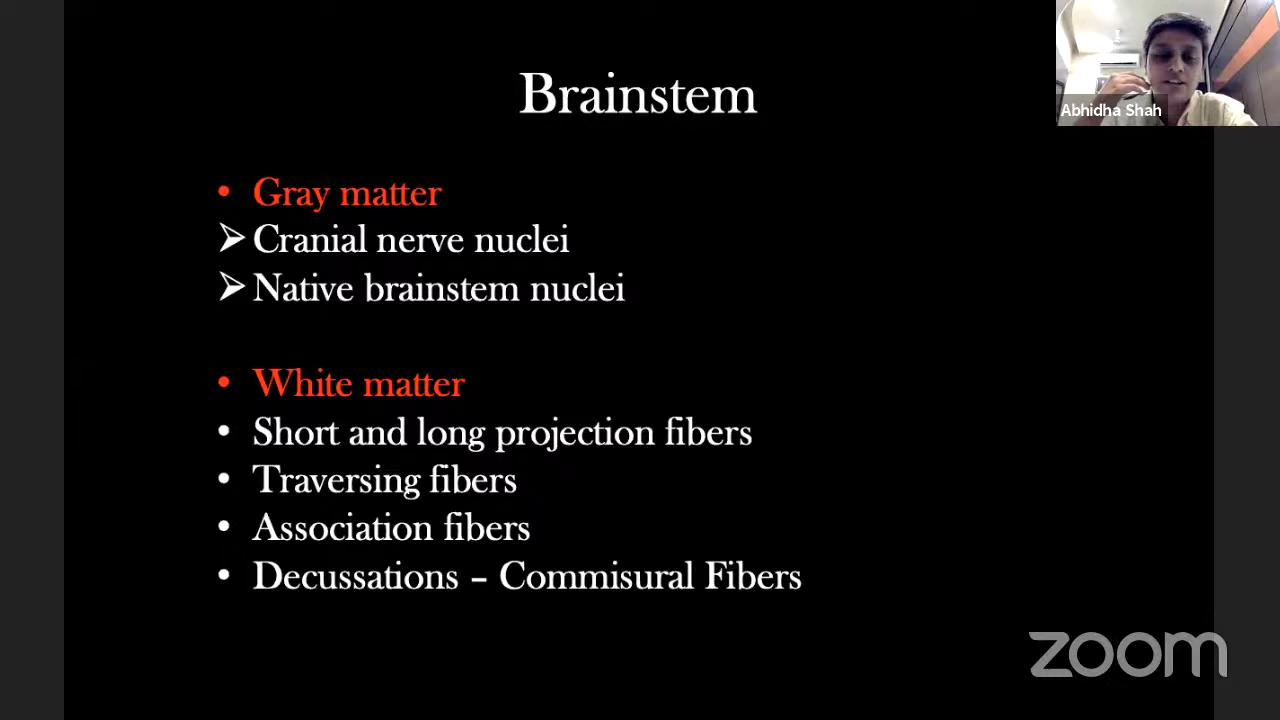 Brainstem
Abhidha Shah
• Gray matter
➢ Cranial nerve nuclei
➢ Native brainstem nuclei
• White matter
• Short and long projection fibers
• Traversing fibers
• Association fibers
• Decussations – Commisural Fibers
zoom